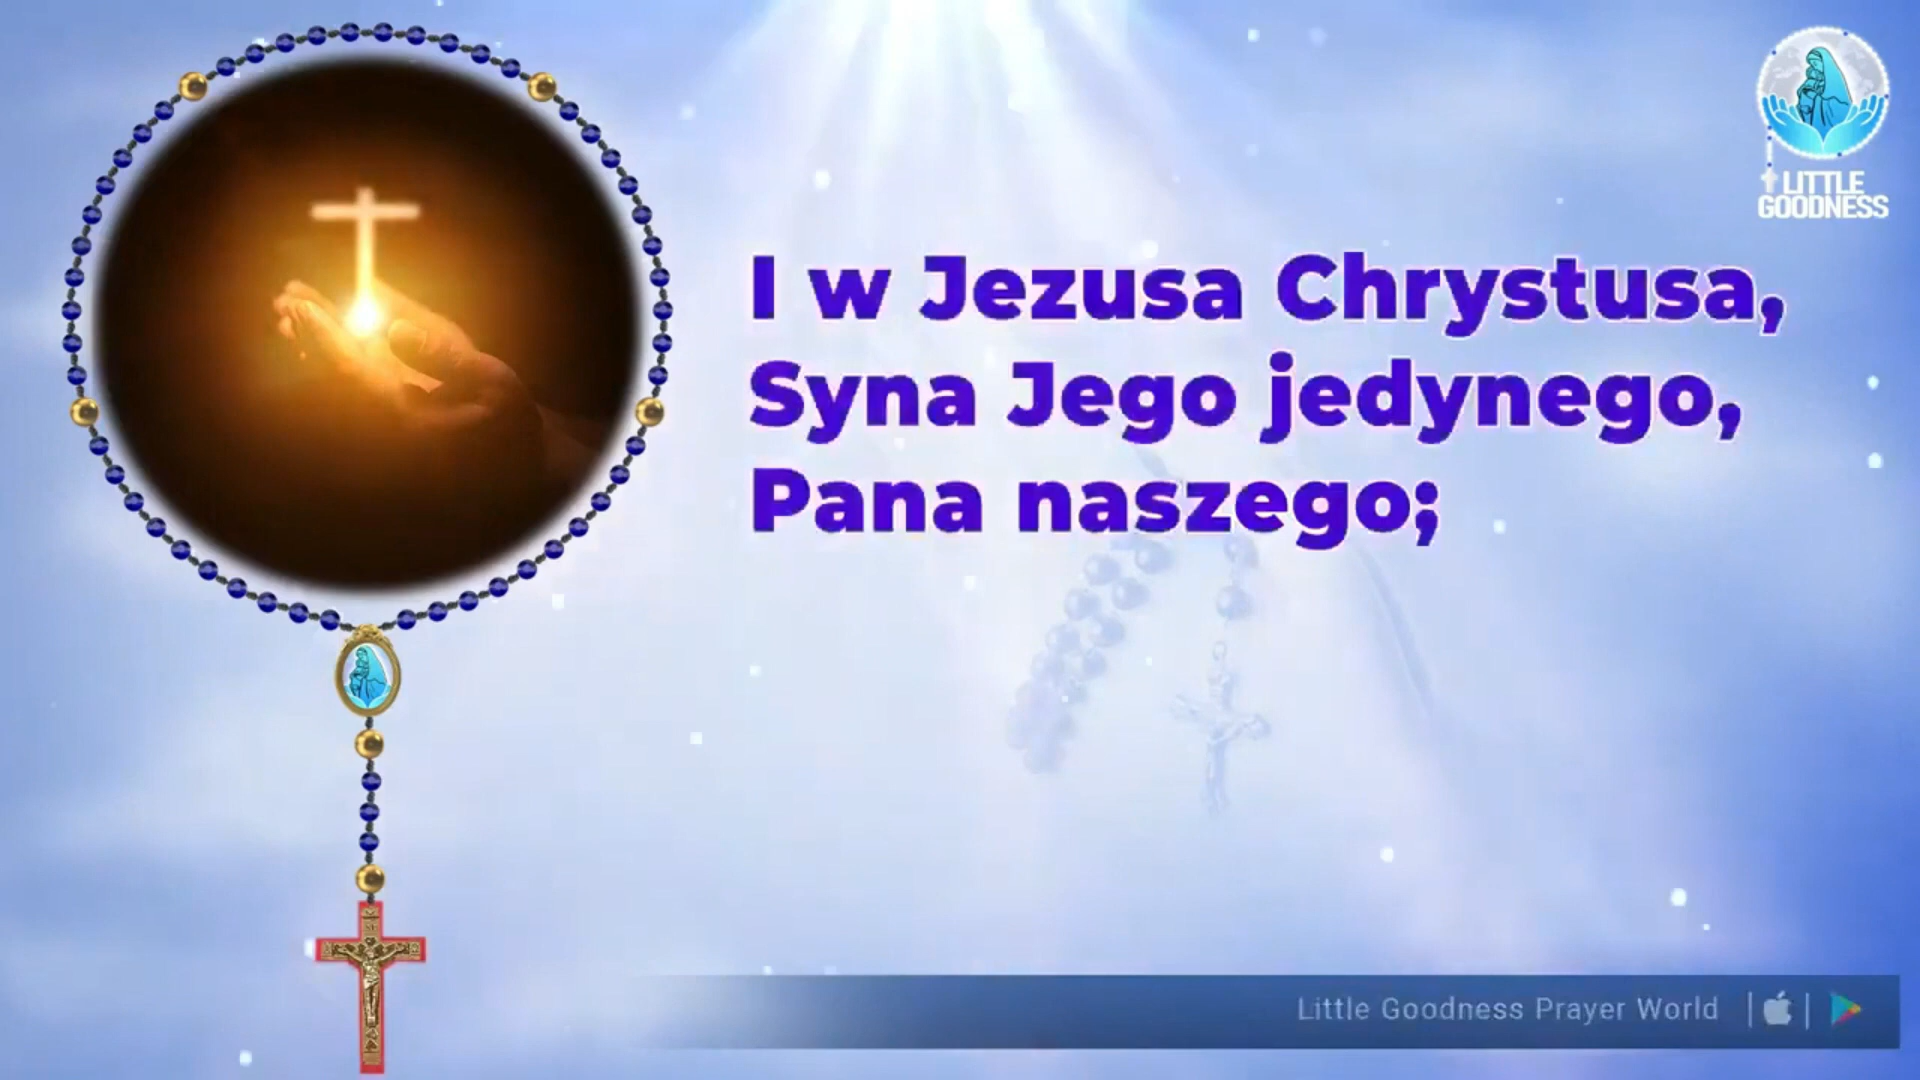 LITTLE
GOODNESS
I w Jezusa Chrystusa,
Syna Jego jedynego,
Pana naszego;
Little Goodness Prayer World